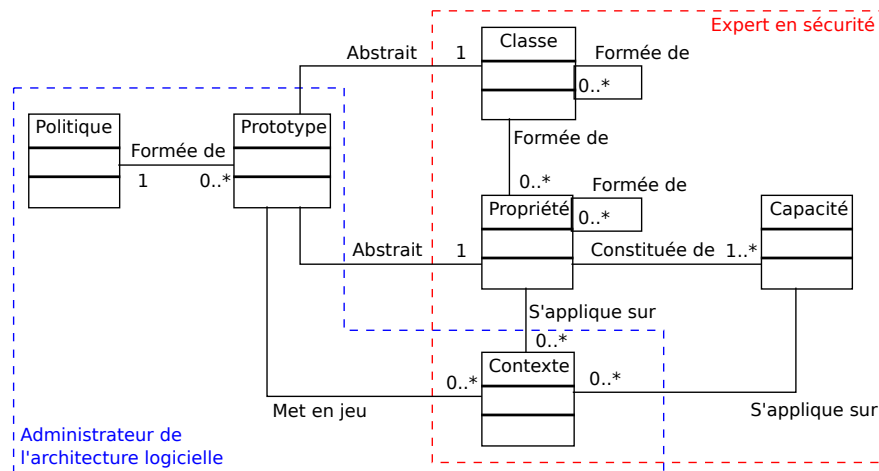 Expert en sécurité
Classe
Abstrait
1
Formée de
0..*
Politique
Prototype
Formée de
1
0..*
Formée de
0..*
Formée de
Propriété
0..*
Capacité
Abstrait
1
Constituée de
1..*
S'applique sur
0..*
Contexte
0..*
0..*
Met en jeu
S'applique sur
Administrateur de
l'architecture logicielle